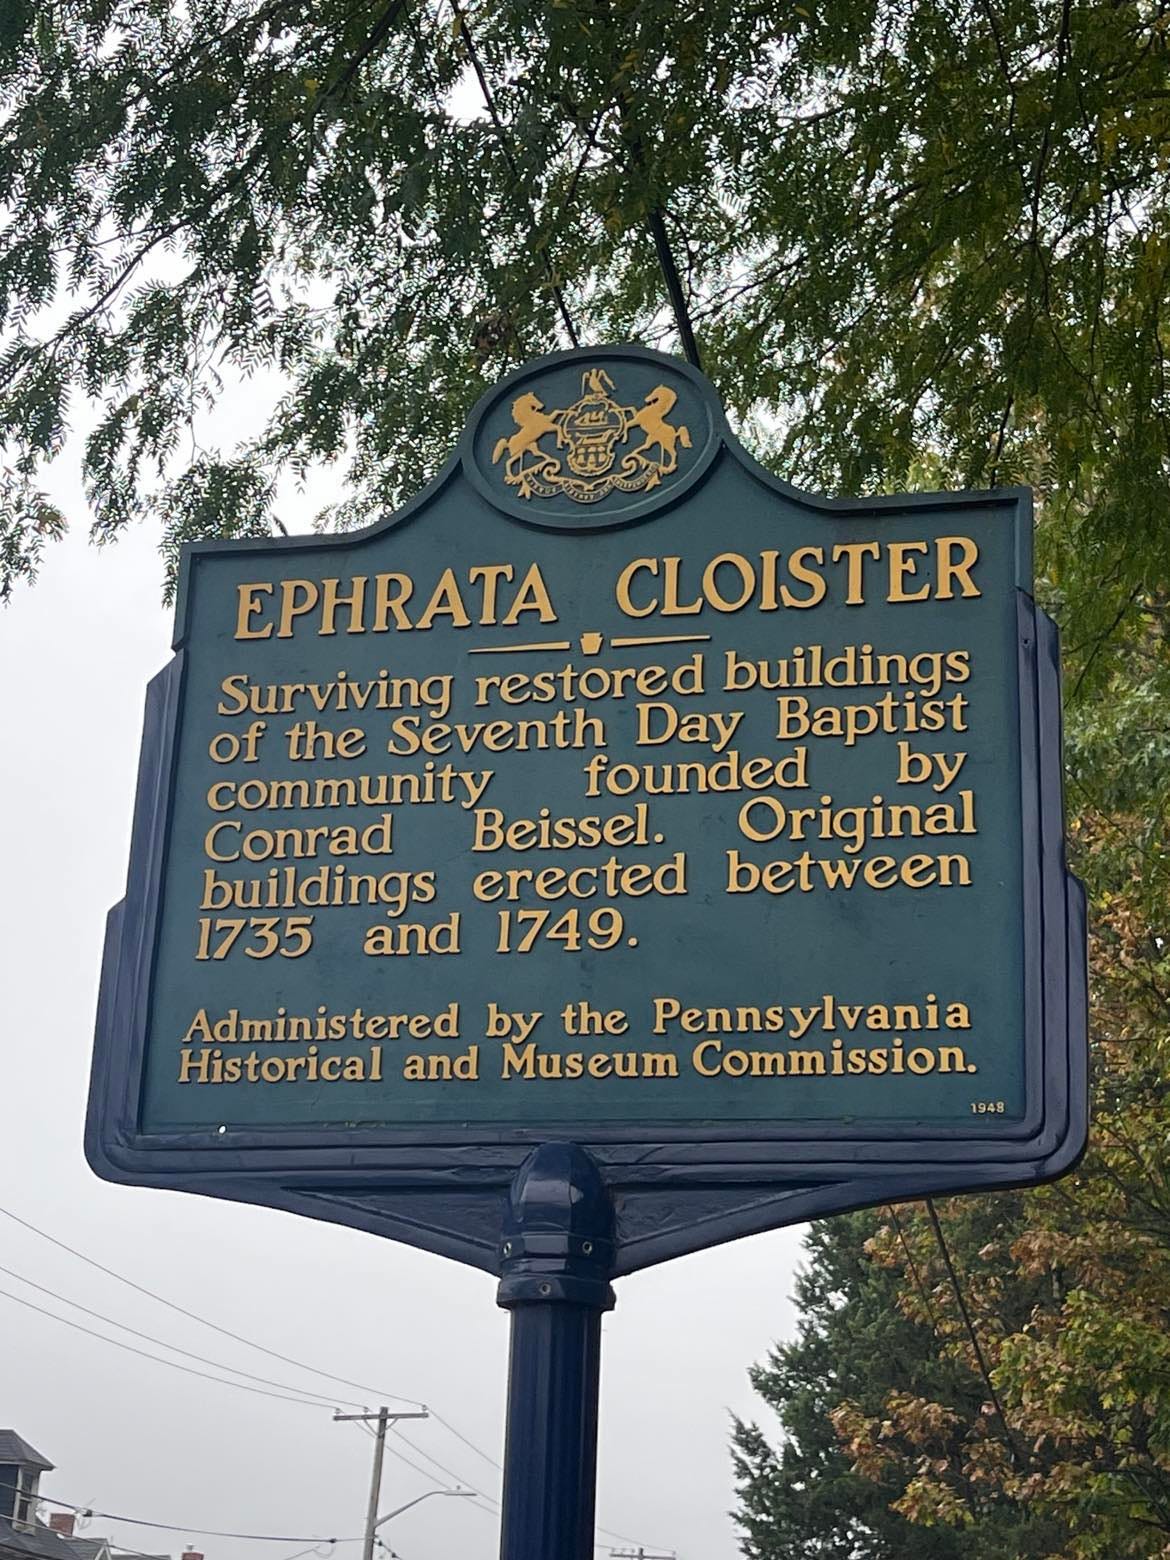 EPHRATA CLOISTER
Surviving restored buildings
of the Seventh Day Baptist
community founded by
Conrad Beissel. Original
buildings erected between
1735 and 1749.
Administered by the Pennsylvania
Historical and Museum Commission.
1948